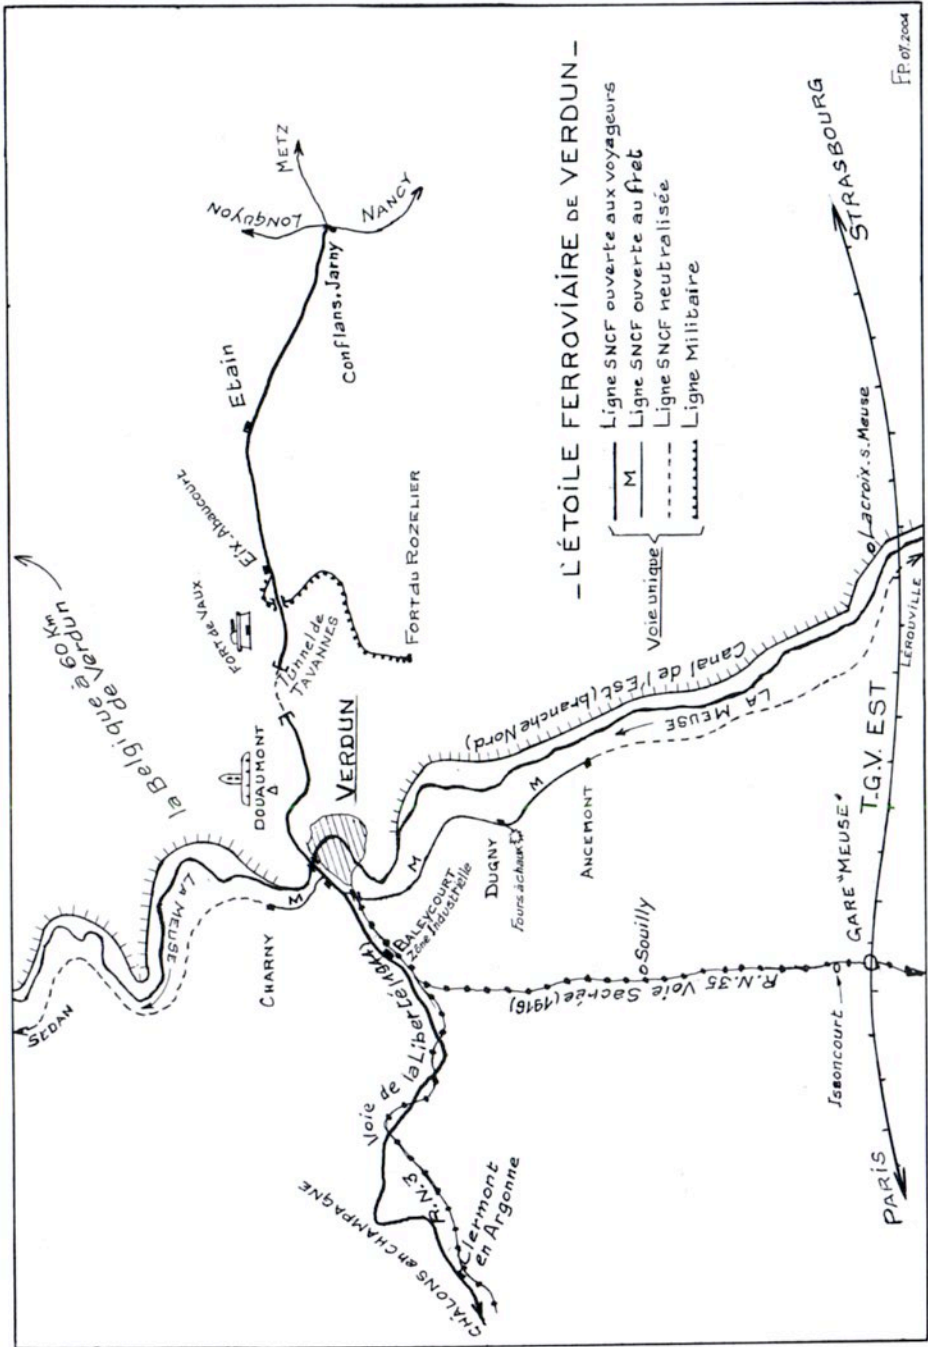 - L'ÉTOILE FERROVIAIRE DE VERDUN -
Ligne SNCF ouverte aux voyageurs
M Ligne SNCF ouverte au fret
Ligne SNCF neutralisée
Ligne Militaire
Voie unique
la Belgique à 60 Km
de Verdun
SEDAN
LA MEUSE
CHARNY
M
DOUAUMONT
FORT DE VAUX
Eix. Abaucourt
Etain
LONGUYON
METZ
NANCY
Conflans. Jarny
Tunnel de
TAVANNES
FORT DU ROZELIER
VERDUN
CHÂLONS en CHAMPAGNE
Voie de la Liberté (1944)
R.N.3
Clermont
en Argonne
BALEYCOURT
Zône Industrielle
M
DUGNY
Fours à chaux
M
ANCEMONT
Canal de l'Est (branche Nord)
LA MEUSE
Souilly
R.N.35 Voie Sacrée (1916)
Issoncourt
GARE "MEUSE"
PARIS
T.G.V. EST
LÉROUVILLE
Lacroix. s. Meuse
STRASBOURG
F.P. 07.2004